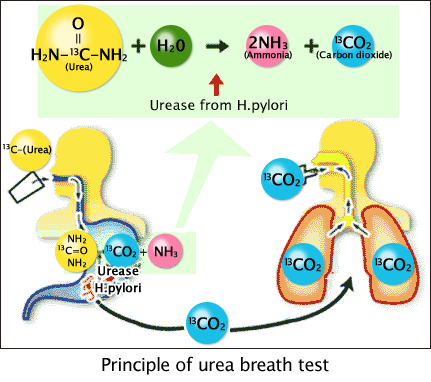 O
||
H₂N–¹³C–NH₂ + H₂0 → 2NH₃ + ¹³CO₂
(Urea) (Ammonia) (Carbon dioxide)
Urease from H.pylori
¹³C–(Urea)
¹³CO₂
NH₂
¹³C=O
NH₂
¹³CO₂ + NH₃
Urease
H.pylori
¹³CO₂ ¹³CO₂
¹³CO₂
Principle of urea breath test